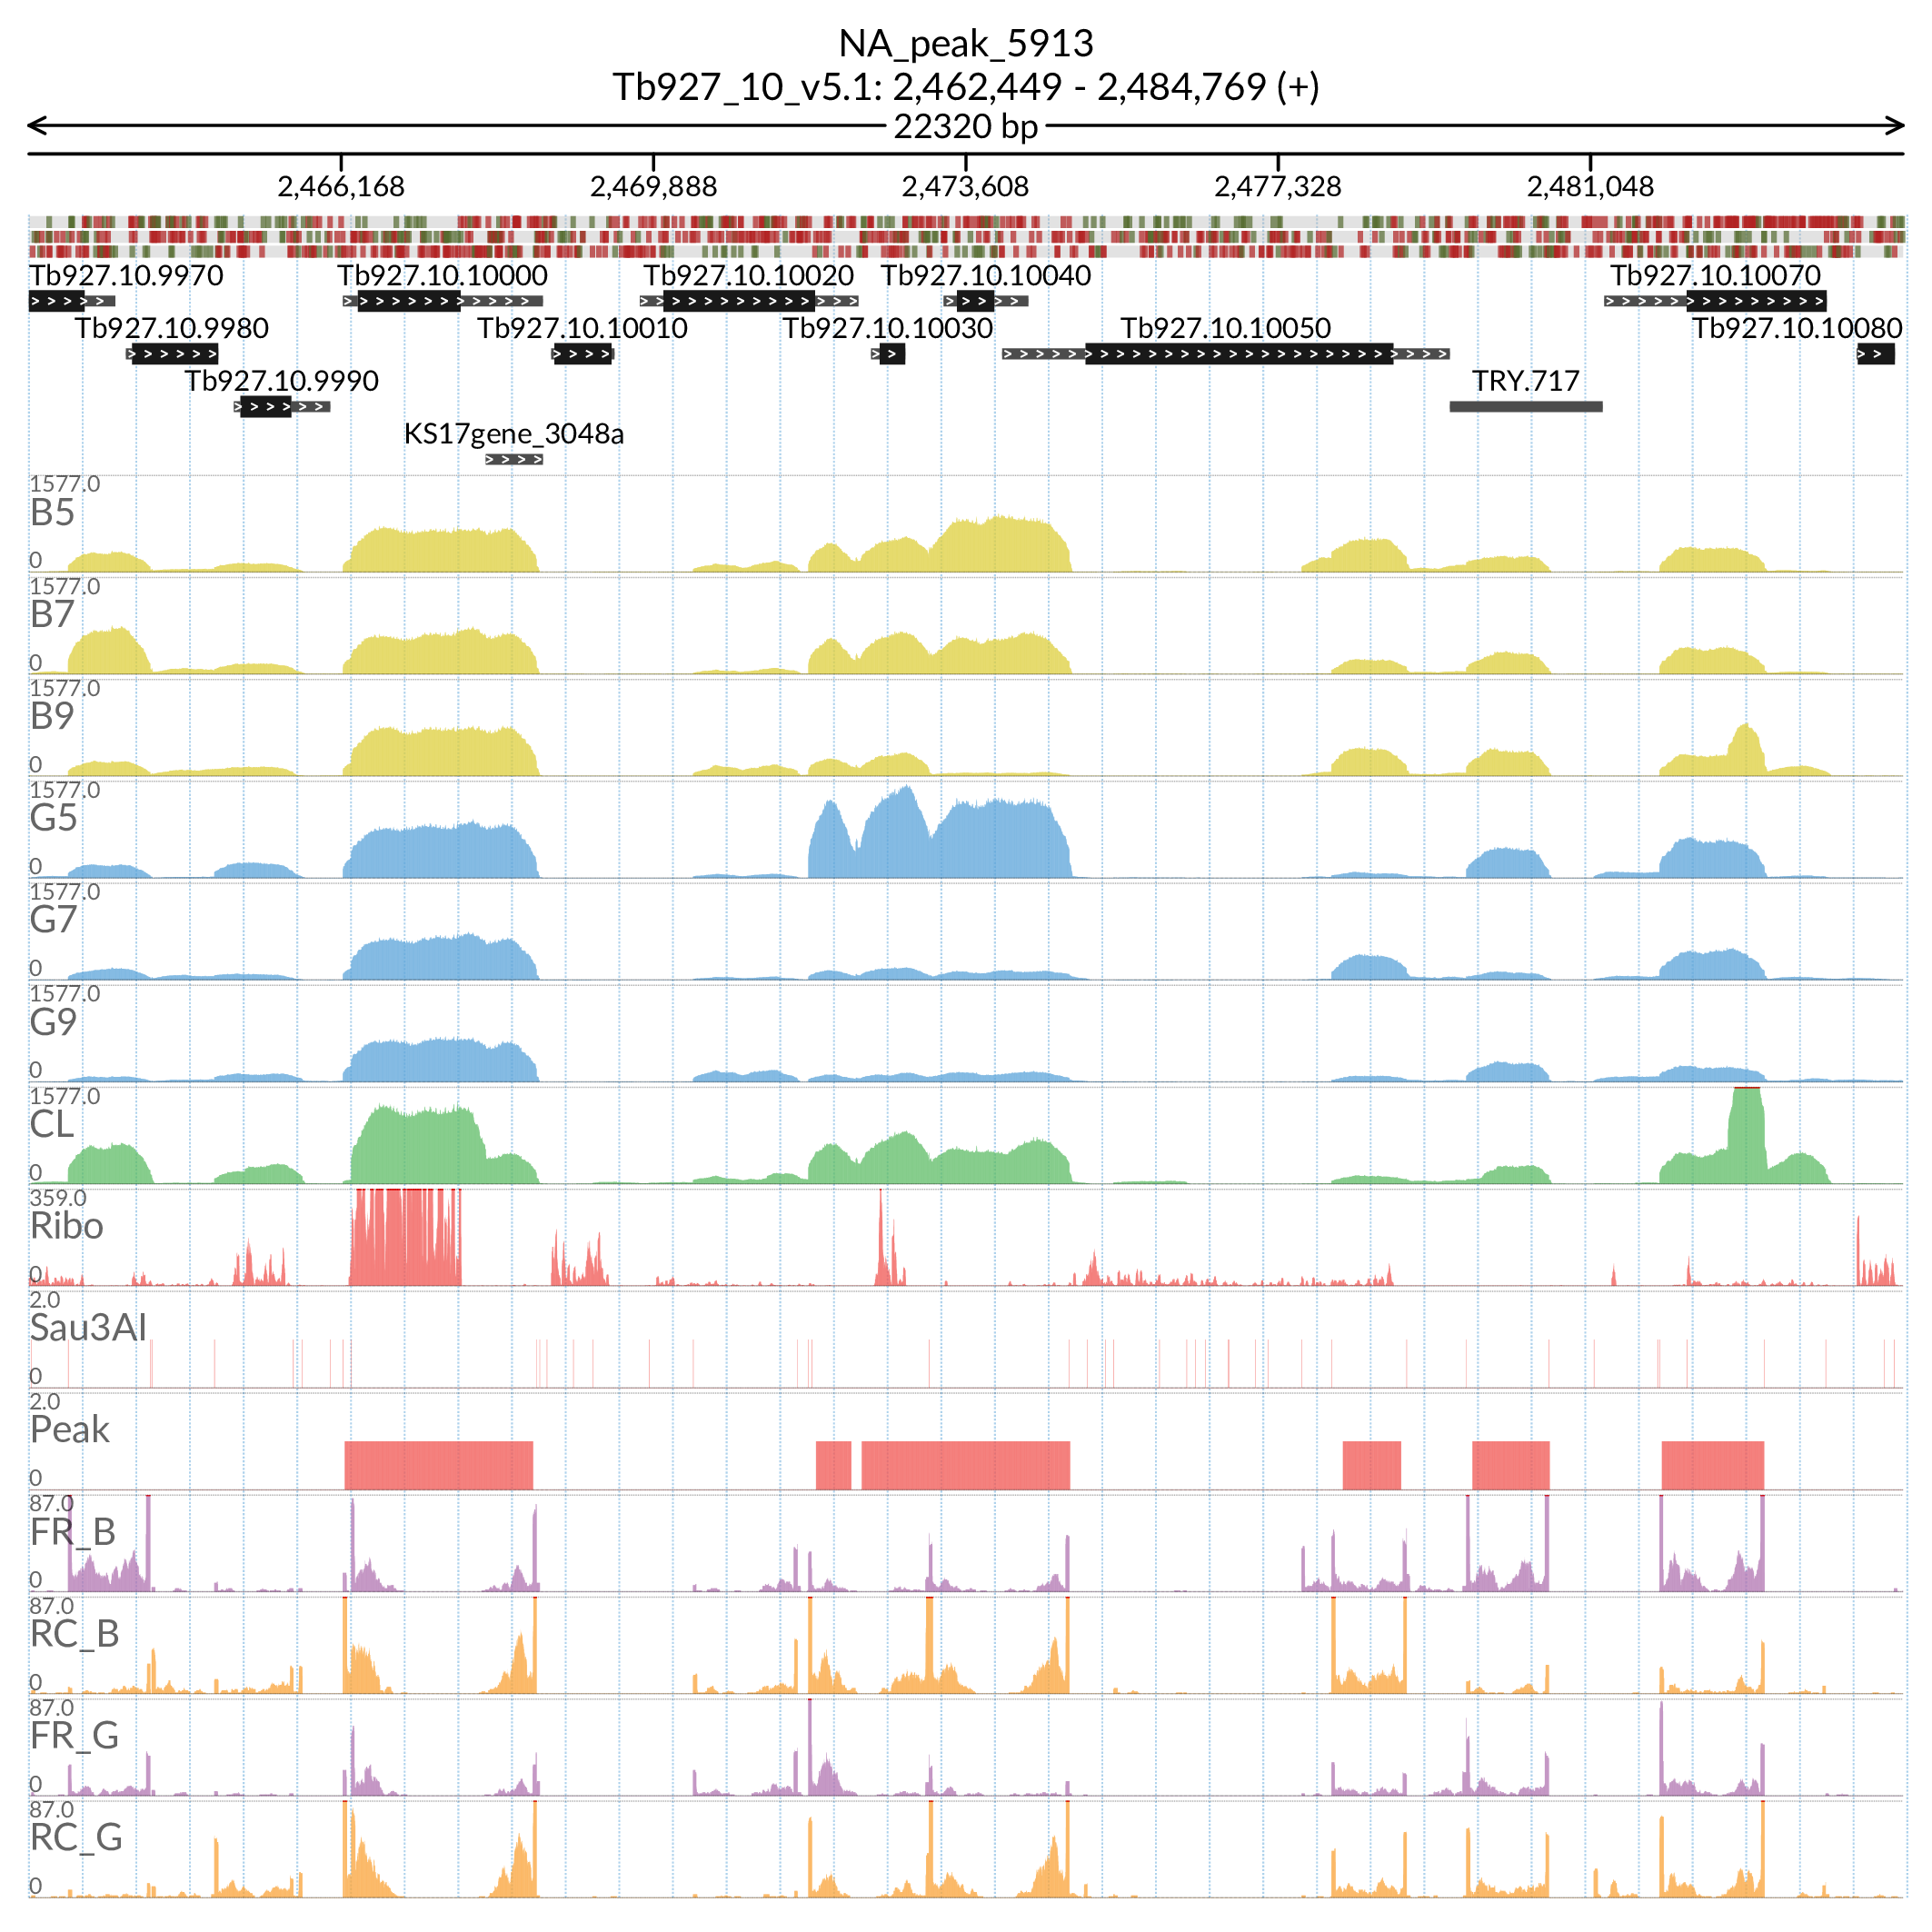 NA_peak_5913
Tb927_10_v5.1: 2,462,449 - 2,484,769 (+)
22320 bp
2,466,168 2,469,888 2,473,608 2,477,328 2,481,048
Tb927.10.9970 Tb927.10.10000 Tb927.10.10020 Tb927.10.10040 Tb927.10.10070
Tb927.10.9980 Tb927.10.10010 Tb927.10.10030 Tb927.10.10050 Tb927.10.10080
Tb927.10.9990 TRY.717
KS17gene_3048a
1577.0
B5
0
1577.0
B7
0
1577.0
B9
0
1577.0
G5
0
1577.0
G7
0
1577.0
G9
0
1577.0
CL
0
359.0
Ribo
0
2.0
Sau3AI
0
2.0
Peak
0
87.0
FR_B
0
87.0
RC_B
0
87.0
FR_G
0
87.0
RC_G
0